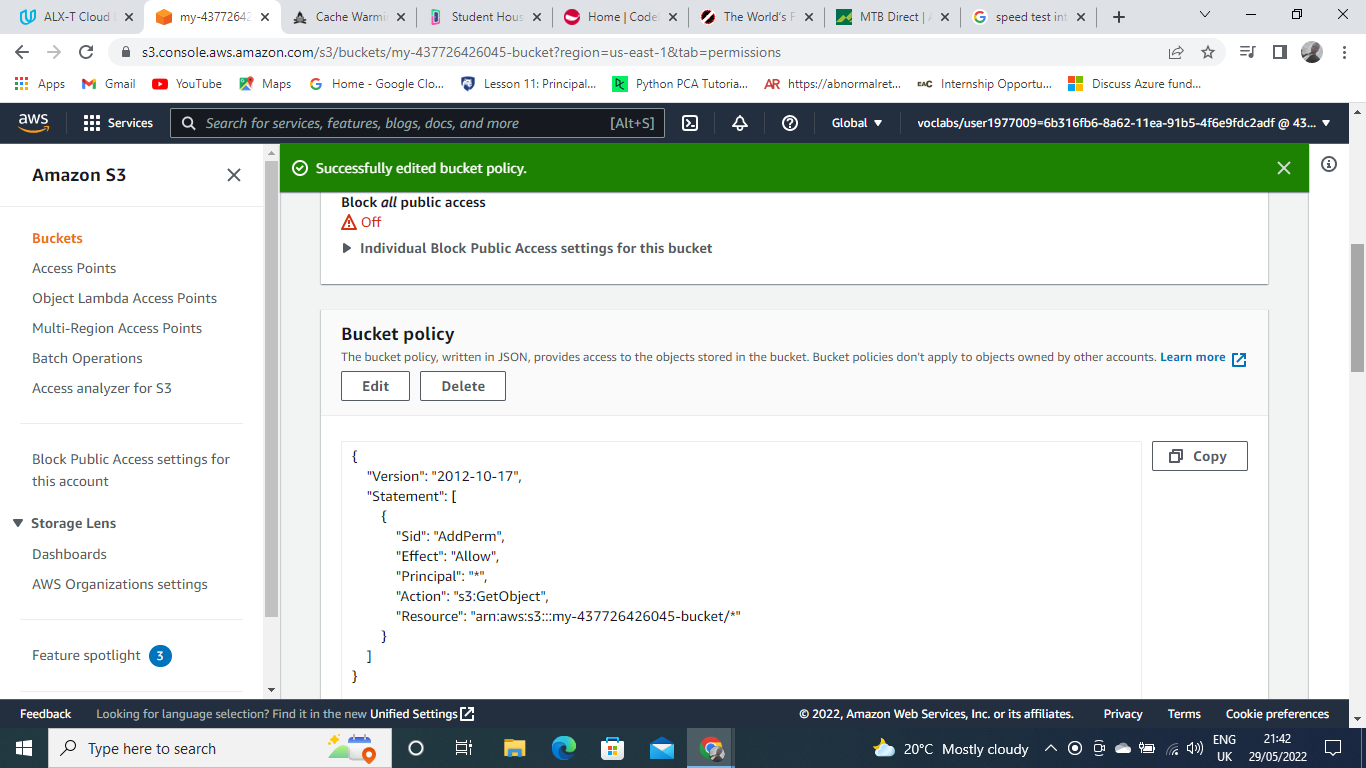 ALX-T Cloud
my-43772642
Cache Warmi
Student Hous
Home | Code
The World's F
MTB Direct | A
speed test int
s3.console.aws.amazon.com/s3/buckets/my-437726426045-bucket?region=us-east-1&tab=permissions
Apps
Gmail
YouTube
Maps
Home - Google Clo...
Lesson 11: Principal...
Python PCA Tutoria...
AR https://abnormalret...
EAC Internship Opportu...
Discuss Azure fund...
aws
Services
Search for services, features, blogs, docs, and more [Alt+S]
Global
voclabs/user1977009=6b316fb6-8a62-11ea-91b5-4f6e9fdc2adf @ 43...
Amazon S3
Buckets
Access Points
Object Lambda Access Points
Multi-Region Access Points
Batch Operations
Access analyzer for S3
Block Public Access settings for
this account
Storage Lens
Dashboards
AWS Organizations settings
Feature spotlight 3
Successfully edited bucket policy.
Block all public access
Off
Individual Block Public Access settings for this bucket
Bucket policy
The bucket policy, written in JSON, provides access to the objects stored in the bucket. Bucket policies don't apply to objects owned by other accounts. Learn more
Edit
Delete
Copy
{
"Version": "2012-10-17",
"Statement": [
{
"Sid": "AddPerm",
"Effect": "Allow",
"Principal": "*",
"Action": "s3:GetObject",
"Resource": "arn:aws:s3:::my-437726426045-bucket/*"
}
]
}
Feedback
Looking for language selection? Find it in the new Unified Settings
© 2022, Amazon Web Services, Inc. or its affiliates.
Privacy
Terms
Cookie preferences
Type here to search
20°C Mostly cloudy
ENG
UK
21:42
29/05/2022